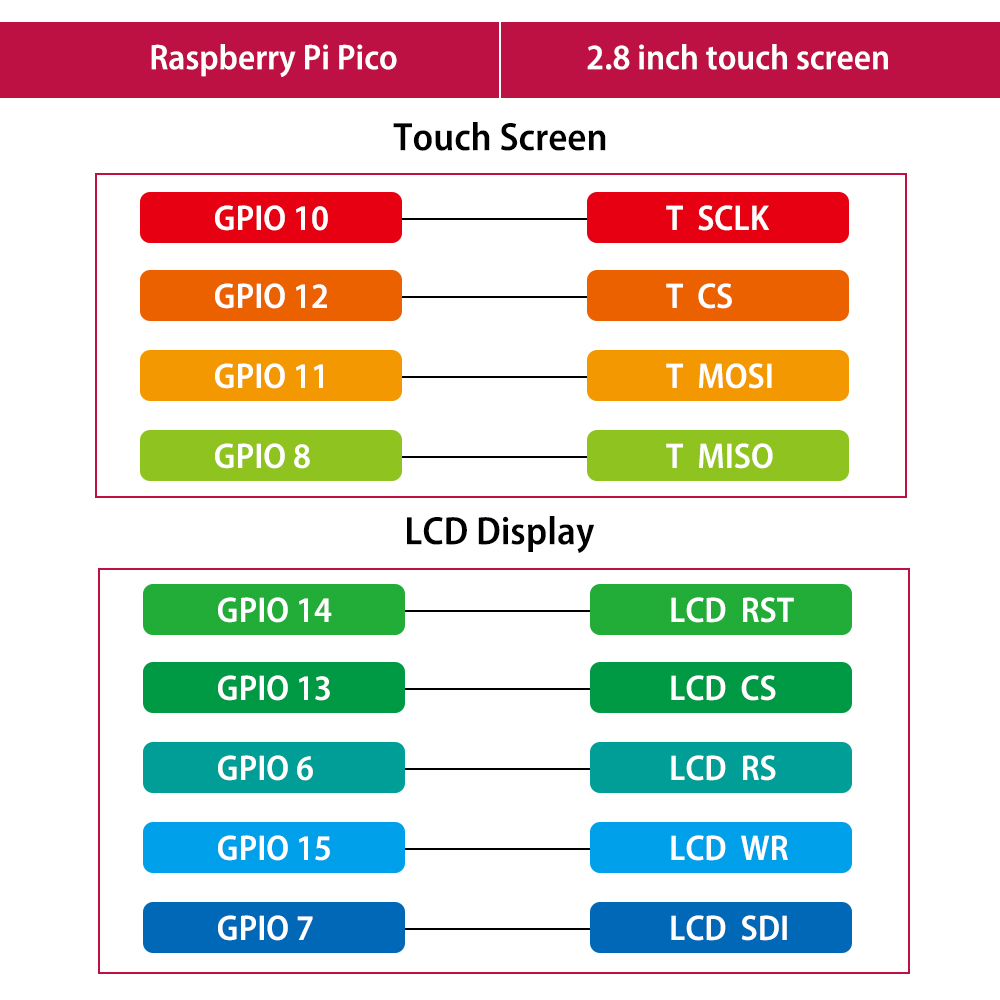 Raspberry Pi Pico 2.8 inch touch screen
Touch Screen
GPIO 10 T SCLK
GPIO 12 T CS
GPIO 11 T MOSI
GPIO 8 T MISO
LCD Display
GPIO 14 LCD RST
GPIO 13 LCD CS
GPIO 6 LCD RS
GPIO 15 LCD WR
GPIO 7 LCD SDI